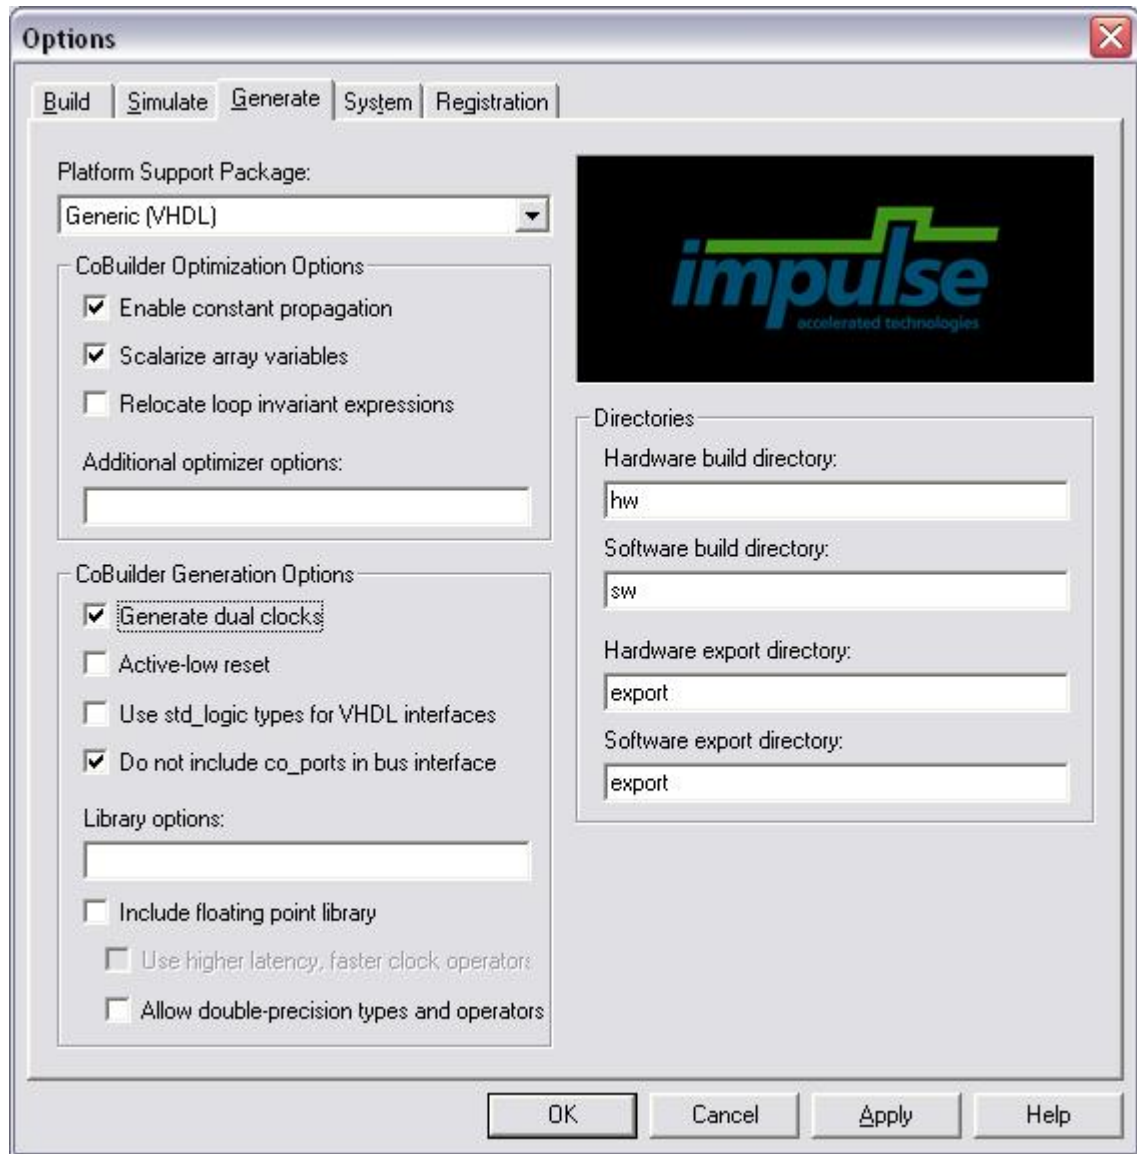 Options
Build Simulate Generate System Registration
Platform Support Package:
Generic (VHDL)
CoBuilder Optimization Options
Enable constant propagation
Scalarize array variables
Relocate loop invariant expressions
Additional optimizer options:
CoBuilder Generation Options
Generate dual clocks
Active-low reset
Use std_logic types for VHDL interfaces
Do not include co_ports in bus interface
Library options:
Include floating point library
Use higher latency, faster clock operators
Allow double-precision types and operators
impulse
accelerated technologies
Directories
Hardware build directory:
hw
Software build directory:
sw
Hardware export directory:
export
Software export directory:
export
OK Cancel Apply Help